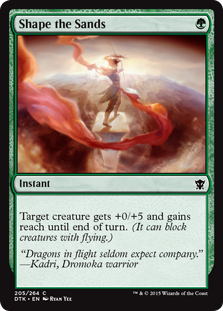 Shape the Sands
Instant
Target creature gets +0/+5 and gains
reach until end of turn. (It can block
creatures with flying.)
"Dragons in flight seldom expect company."
—Kadri, Dromoka warrior
205/264 C
DTK • EN Ryan Yee
™ & © 2015 Wizards of the Coast